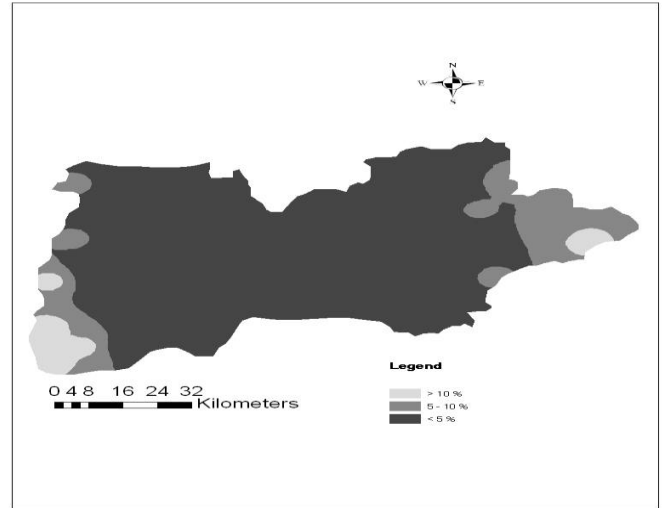 N
W E
S
Legend
> 10 %
5 - 10 %
< 5 %
0 4 8 16 24 32
Kilometers